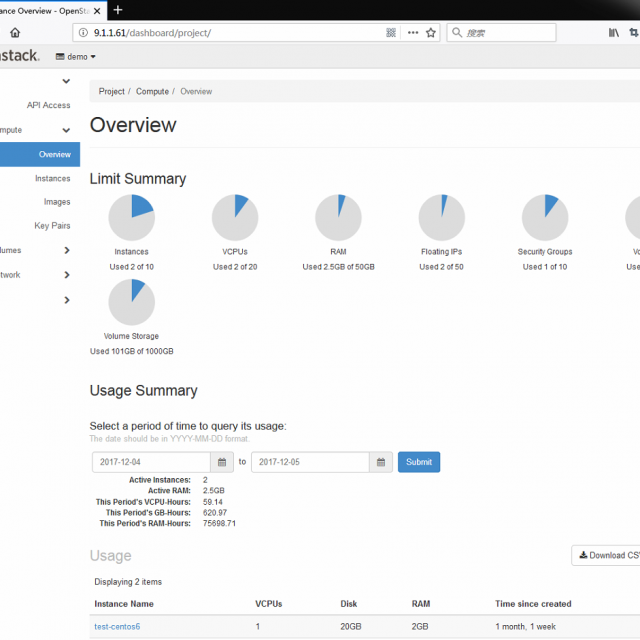 ance Overview - OpenSta
9.1.1.61/dashboard/project/
搜索
nstack.
demo
API Access
mpute
Overview
Instances
Images
Key Pairs
lumes
twork
Project / Compute / Overview
Overview
Limit Summary
Instances
Used 2 of 10
VCPUs
Used 2 of 20
RAM
Used 2.5GB of 50GB
Floating IPs
Used 2 of 50
Security Groups
Used 1 of 10
Vo
Use
Volume Storage
Used 101GB of 1000GB
Usage Summary
Select a period of time to query its usage:
The date should be in YYYY-MM-DD format.
2017-12-04 to 2017-12-05 Submit
Active Instances: 2
Active RAM: 2.5GB
This Period's VCPU-Hours: 59.14
This Period's GB-Hours: 620.97
This Period's RAM-Hours: 75698.71
Usage
Download CSV
Displaying 2 items
Instance Name VCPUs Disk RAM Time since created
test-centos6 1 20GB 2GB 1 month, 1 week